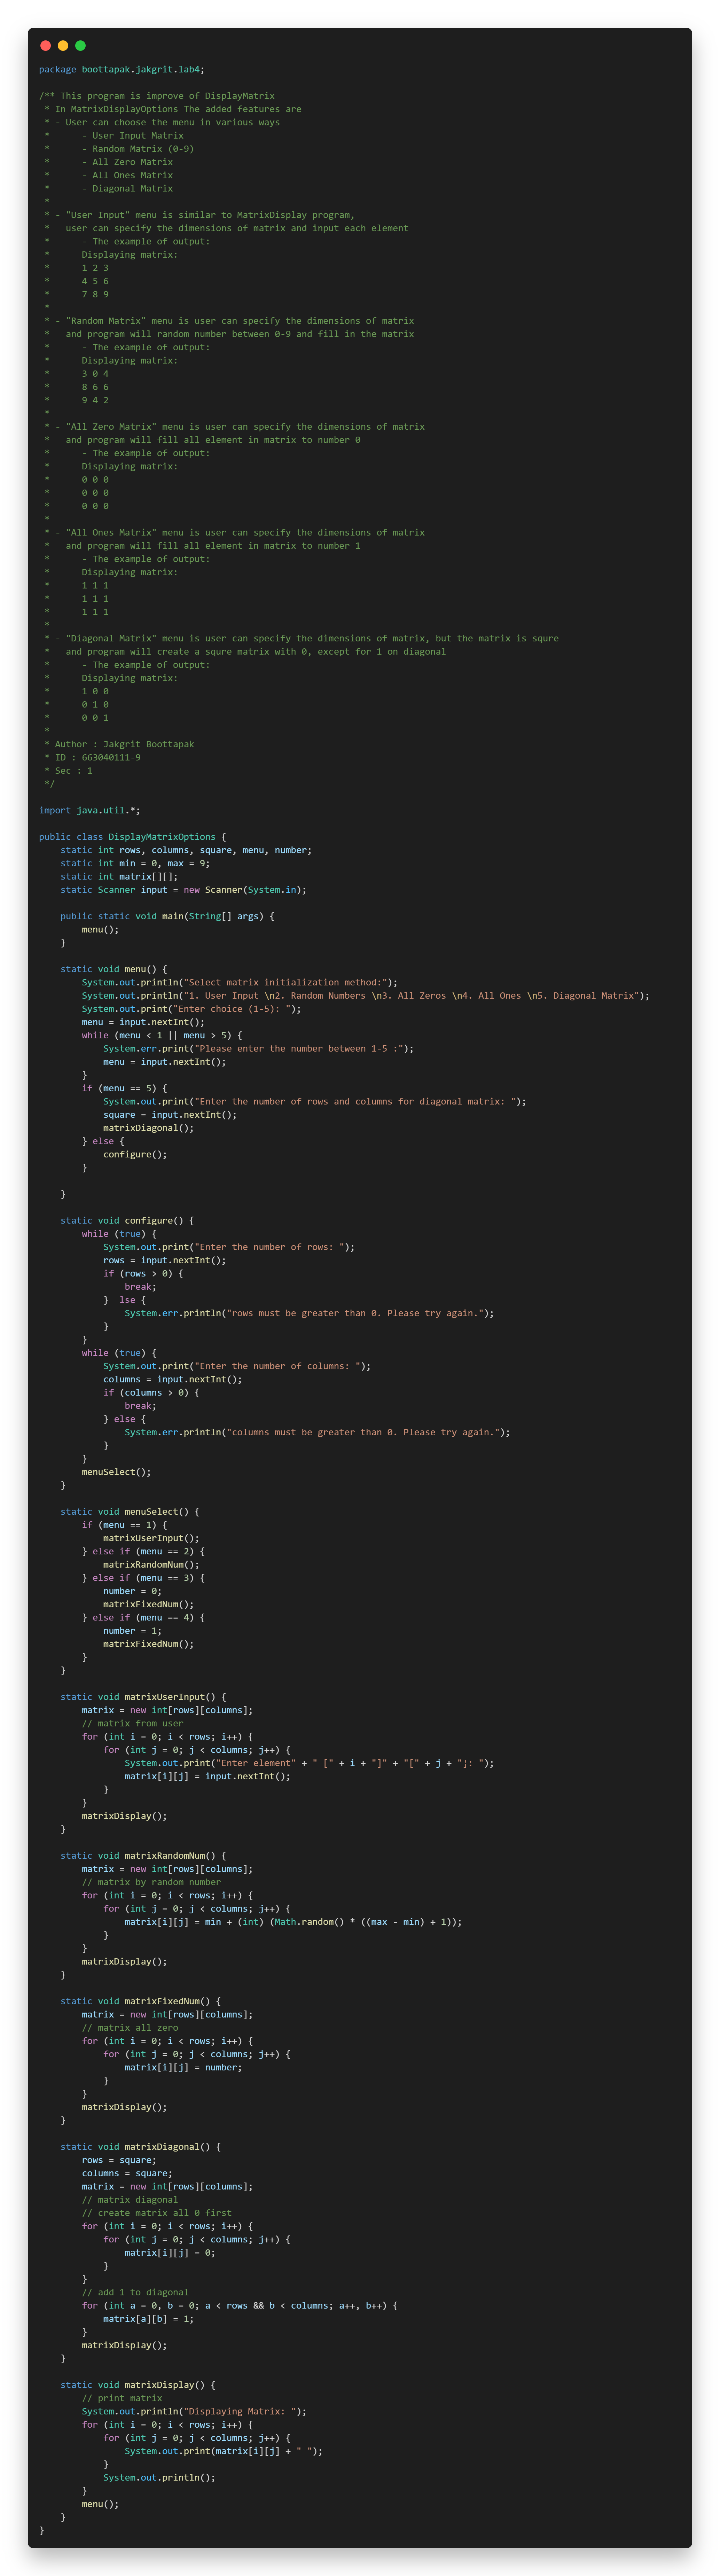 package boottapak.jakgrit.lab4;

/** This program is improve of DisplayMatrix
 * In MatrixDisplayOptions The added features are
 * - User can choose the menu in various ways
 *      - User Input Matrix
 *      - Random Matrix (0-9)
 *      - All Zero Matrix
 *      - All Ones Matrix
 *      - Diagonal Matrix
 *
 * - "User Input" menu is similar to MatrixDisplay program,
 *   user can specify the dimensions of matrix and input each element
 *      - The example of output:
 *      Displaying matrix:
 *      1 2 3
 *      4 5 6
 *      7 8 9
 *
 * - "Random Matrix" menu is user can specify the dimensions of matrix
 *   and program will random number between 0-9 and fill in the matrix
 *      - The example of output:
 *      Displaying matrix:
 *      3 0 4
 *      8 6 6
 *      9 4 2
 *
 * - "All Zero Matrix" menu is user can specify the dimensions of matrix
 *   and program will fill all element in matrix to number 0
 *      - The example of output:
 *      Displaying matrix:
 *      0 0 0
 *      0 0 0
 *      0 0 0
 *
 * - "All Ones Matrix" menu is user can specify the dimensions of matrix
 *   and program will fill all element in matrix to number 1
 *      - The example of output:
 *      Displaying matrix:
 *      1 1 1
 *      1 1 1
 *      1 1 1
 *
 * - "Diagonal Matrix" menu is user can specify the dimensions of matrix, but the matrix is squre
 *   and program will create a squre matrix with 0, except for 1 on diagonal
 *      - The example of output:
 *      Displaying matrix:
 *      1 0 0
 *      0 1 0
 *      0 0 1
 *
 * Author : Jakgrit Boottapak
 * ID : 663040111-9
 * Sec : 1
 */

import java.util.*;

public class DisplayMatrixOptions {
    static int rows, columns, square, menu, number;
    static int min = 0, max = 9;
    static int matrix[][];
    static Scanner input = new Scanner(System.in);

    public static void main(String[] args) {
        menu();
    }

    static void menu() {
        System.out.println("Select matrix initialization method:");
        System.out.println("1. User Input \n2. Random Numbers \n3. All Zeros \n4. All Ones \n5. Diagonal Matrix");
        System.out.print("Enter choice (1-5): ");
        menu = input.nextInt();
        while (menu < 1 || menu > 5) {
            System.err.print("Please enter the number between 1-5 :");
            menu = input.nextInt();
        }
        if (menu == 5) {
            System.out.print("Enter the number of rows and columns for diagonal matrix: ");
            square = input.nextInt();
            matrixDiagonal();
        } else {
            configure();
        }

    }

    static void configure() {
        while (true) {
            System.out.print("Enter the number of rows: ");
            rows = input.nextInt();
            if (rows > 0) {
                break;
            }  lse {
                System.err.println("rows must be greater than 0. Please try again.");
            }
        }
        while (true) {
            System.out.print("Enter the number of columns: ");
            columns = input.nextInt();
            if (columns > 0) {
                break;
            } else {
                System.err.println("columns must be greater than 0. Please try again.");
            }
        }
        menuSelect();
    }

    static void menuSelect() {
        if (menu == 1) {
            matrixUserInput();
        } else if (menu == 2) {
            matrixRandomNum();
        } else if (menu == 3) {
            number = 0;
            matrixFixedNum();
        } else if (menu == 4) {
            number = 1;
            matrixFixedNum();
        }
    }

    static void matrixUserInput() {
        matrix = new int[rows][columns];
        // matrix from user
        for (int i = 0; i < rows; i++) {
            for (int j = 0; j < columns; j++) {
                System.out.print("Enter element" + " [" + i + "]" + "[" + j + "¦: ");
                matrix[i][j] = input.nextInt();
            }
        }
        matrixDisplay();
    }

    static void matrixRandomNum() {
        matrix = new int[rows][columns];
        // matrix by random number
        for (int i = 0; i < rows; i++) {
            for (int j = 0; j < columns; j++) {
                matrix[i][j] = min + (int) (Math.random() * ((max - min) + 1));
            }
        }
        matrixDisplay();
    }

    static void matrixFixedNum() {
        matrix = new int[rows][columns];
        // matrix all zero
        for (int i = 0; i < rows; i++) {
            for (int j = 0; j < columns; j++) {
                matrix[i][j] = number;
            }
        }
        matrixDisplay();
    }

    static void matrixDiagonal() {
        rows = square;
        columns = square;
        matrix = new int[rows][columns];
        // matrix diagonal
        // create matrix all 0 first
        for (int i = 0; i < rows; i++) {
            for (int j = 0; j < columns; j++) {
                matrix[i][j] = 0;
            }
        }
        // add 1 to diagonal
        for (int a = 0, b = 0; a < rows && b < columns; a++, b++) {
            matrix[a][b] = 1;
        }
        matrixDisplay();
    }

    static void matrixDisplay() {
        // print matrix
        System.out.println("Displaying Matrix: ");
        for (int i = 0; i < rows; i++) {
            for (int j = 0; j < columns; j++) {
                System.out.print(matrix[i][j] + " ");
            }
            System.out.println();
        }
        menu();
    }
}